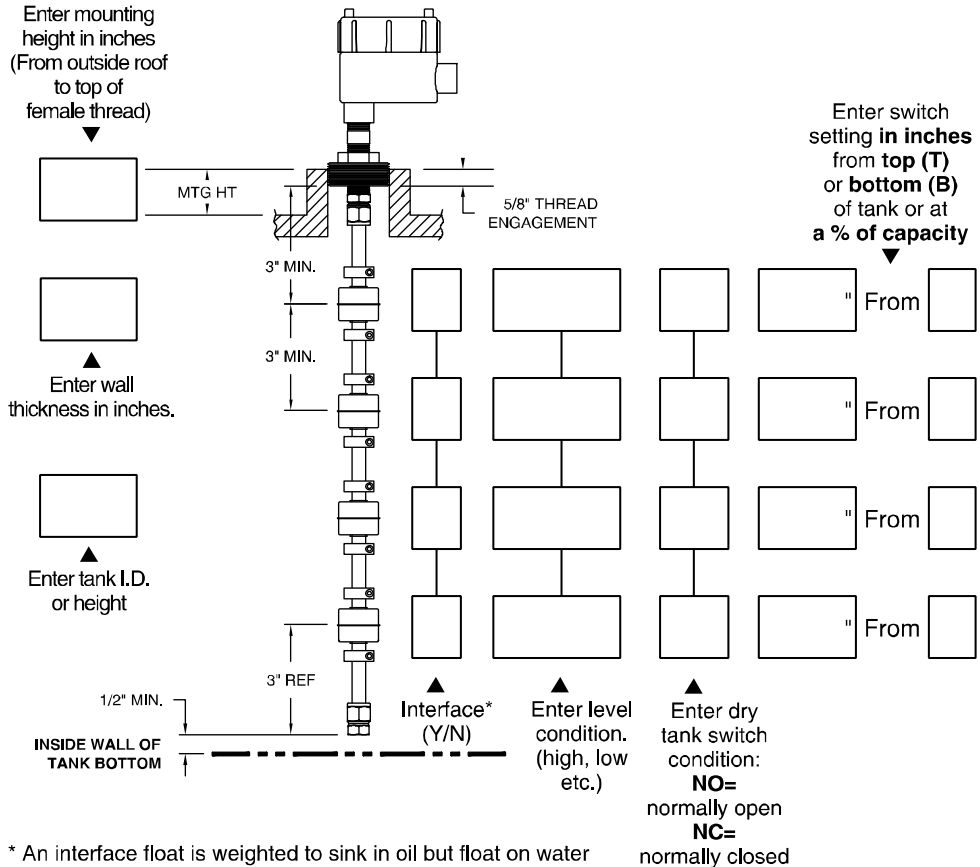 Enter mounting
height in inches
(From outside roof
to top of
female thread)
MTG HT
5/8" THREAD
ENGAGEMENT
Enter switch
setting in inches
from top (T)
or bottom (B)
of tank or at
a % of capacity
3" MIN.
" From
Enter wall
thickness in inches.
3" MIN.
" From
" From
Enter tank I.D.
or height
" From
3" REF
1/2" MIN.
INSIDE WALL OF
TANK BOTTOM
Interface*
(Y/N)
Enter level
condition.
(high, low
etc.)
Enter dry
tank switch
condition:
NO=
normally open
NC=
normally closed
* An interface float is weighted to sink in oil but float on water